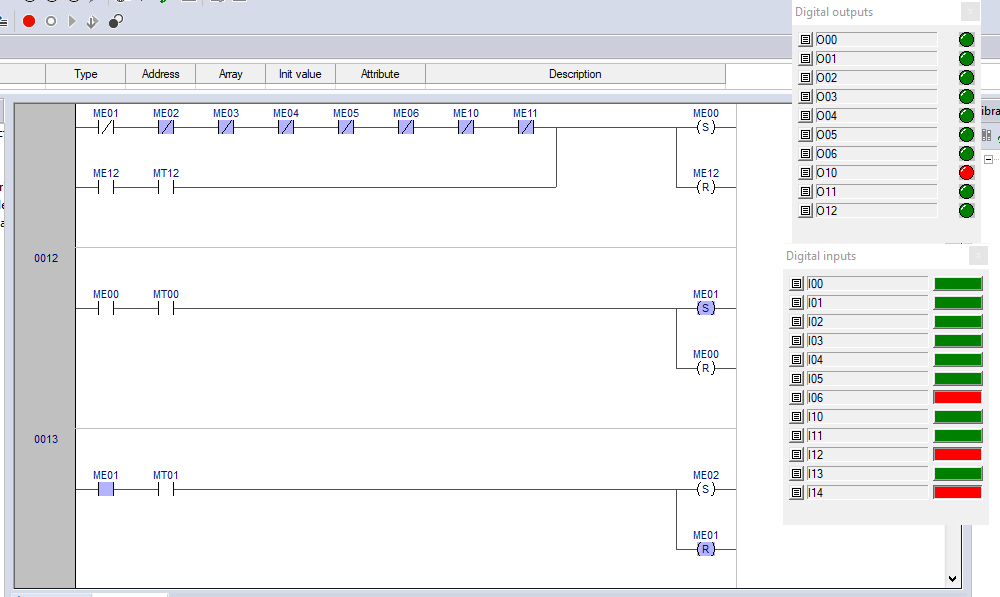 Digital outputs
O00
O01
O02
O03
O04
O05
O06
O10
O11
O12
Type Address Array Init value Attribute Description
ME01 ME02 ME03 ME04 ME05 ME06 ME10 ME11 ME00
S
ME12 MT12 ME12
R
0012
ME00 MT00 ME01
S
ME00
R
0013
ME01 MT01 ME02
S
ME01
R
Digital inputs
I00
I01
I02
I03
I04
I05
I06
I10
I11
I12
I13
I14